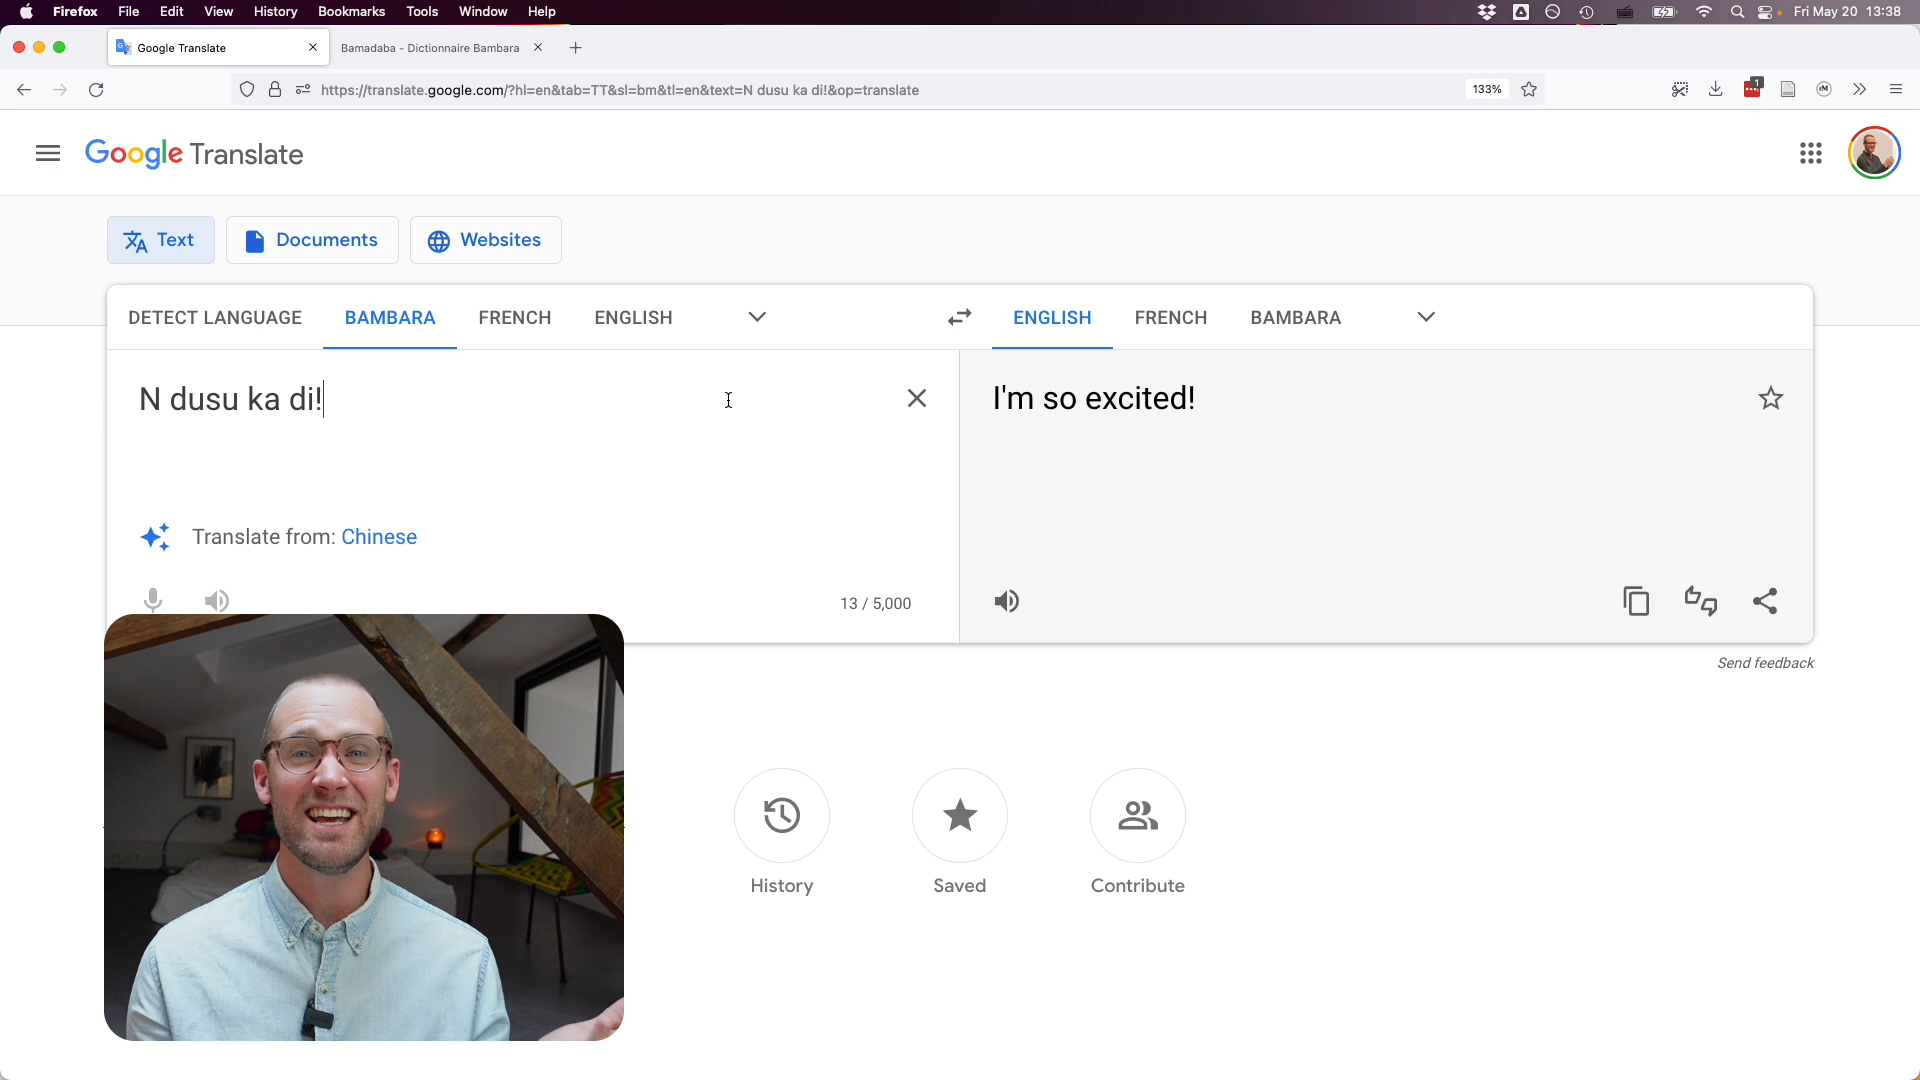 Firefox File Edit View History Bookmarks Tools Window Help Fri May 20 13:38
Google Translate Bamadaba - Dictionnaire Bambara
https://translate.google.com/?hl=en&tab=TT&sl=bm&tl=en&text=N dusu ka di!&op=translate 133% 1
Google Translate
Text Documents Websites
DETECT LANGUAGE BAMBARA FRENCH ENGLISH ENGLISH FRENCH BAMBARA
N dusu ka di! I'm so excited!
Translate from: Chinese
13 / 5,000
Send feedback
History Saved Contribute